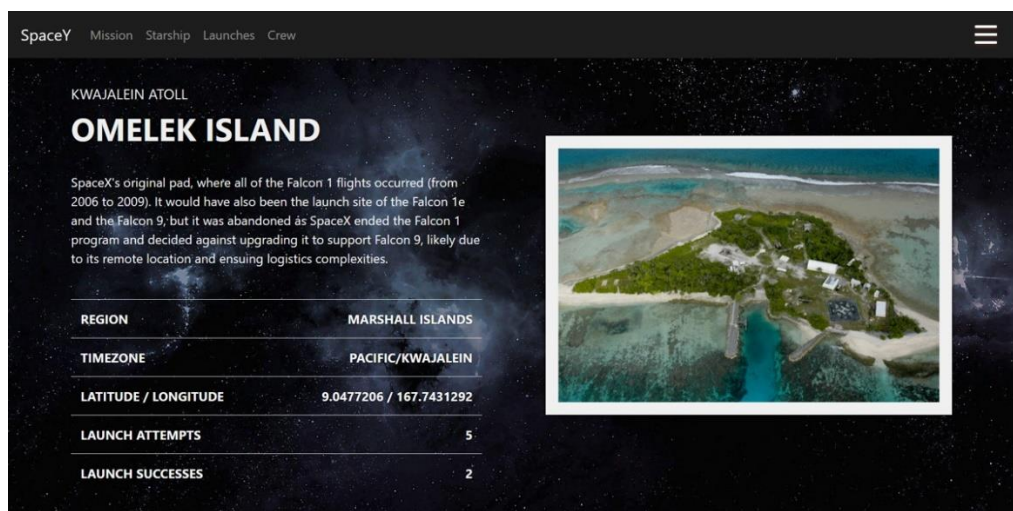 SpaceY Mission Starship Launches Crew
KWAJALEIN ATOLL
OMELEK ISLAND
SpaceX's original pad, where all of the Falcon 1 flights occurred (from
2006 to 2009). It would have also been the launch site of the Falcon 1e
and the Falcon 9, but it was abandoned as SpaceX ended the Falcon 1
program and decided against upgrading it to support Falcon 9, likely due
to its remote location and ensuing logistics complexities.
REGION MARSHALL ISLANDS
TIMEZONE PACIFIC/KWAJALEIN
LATITUDE / LONGITUDE 9.0477206 / 167.7431292
LAUNCH ATTEMPTS 5
LAUNCH SUCCESSES 2